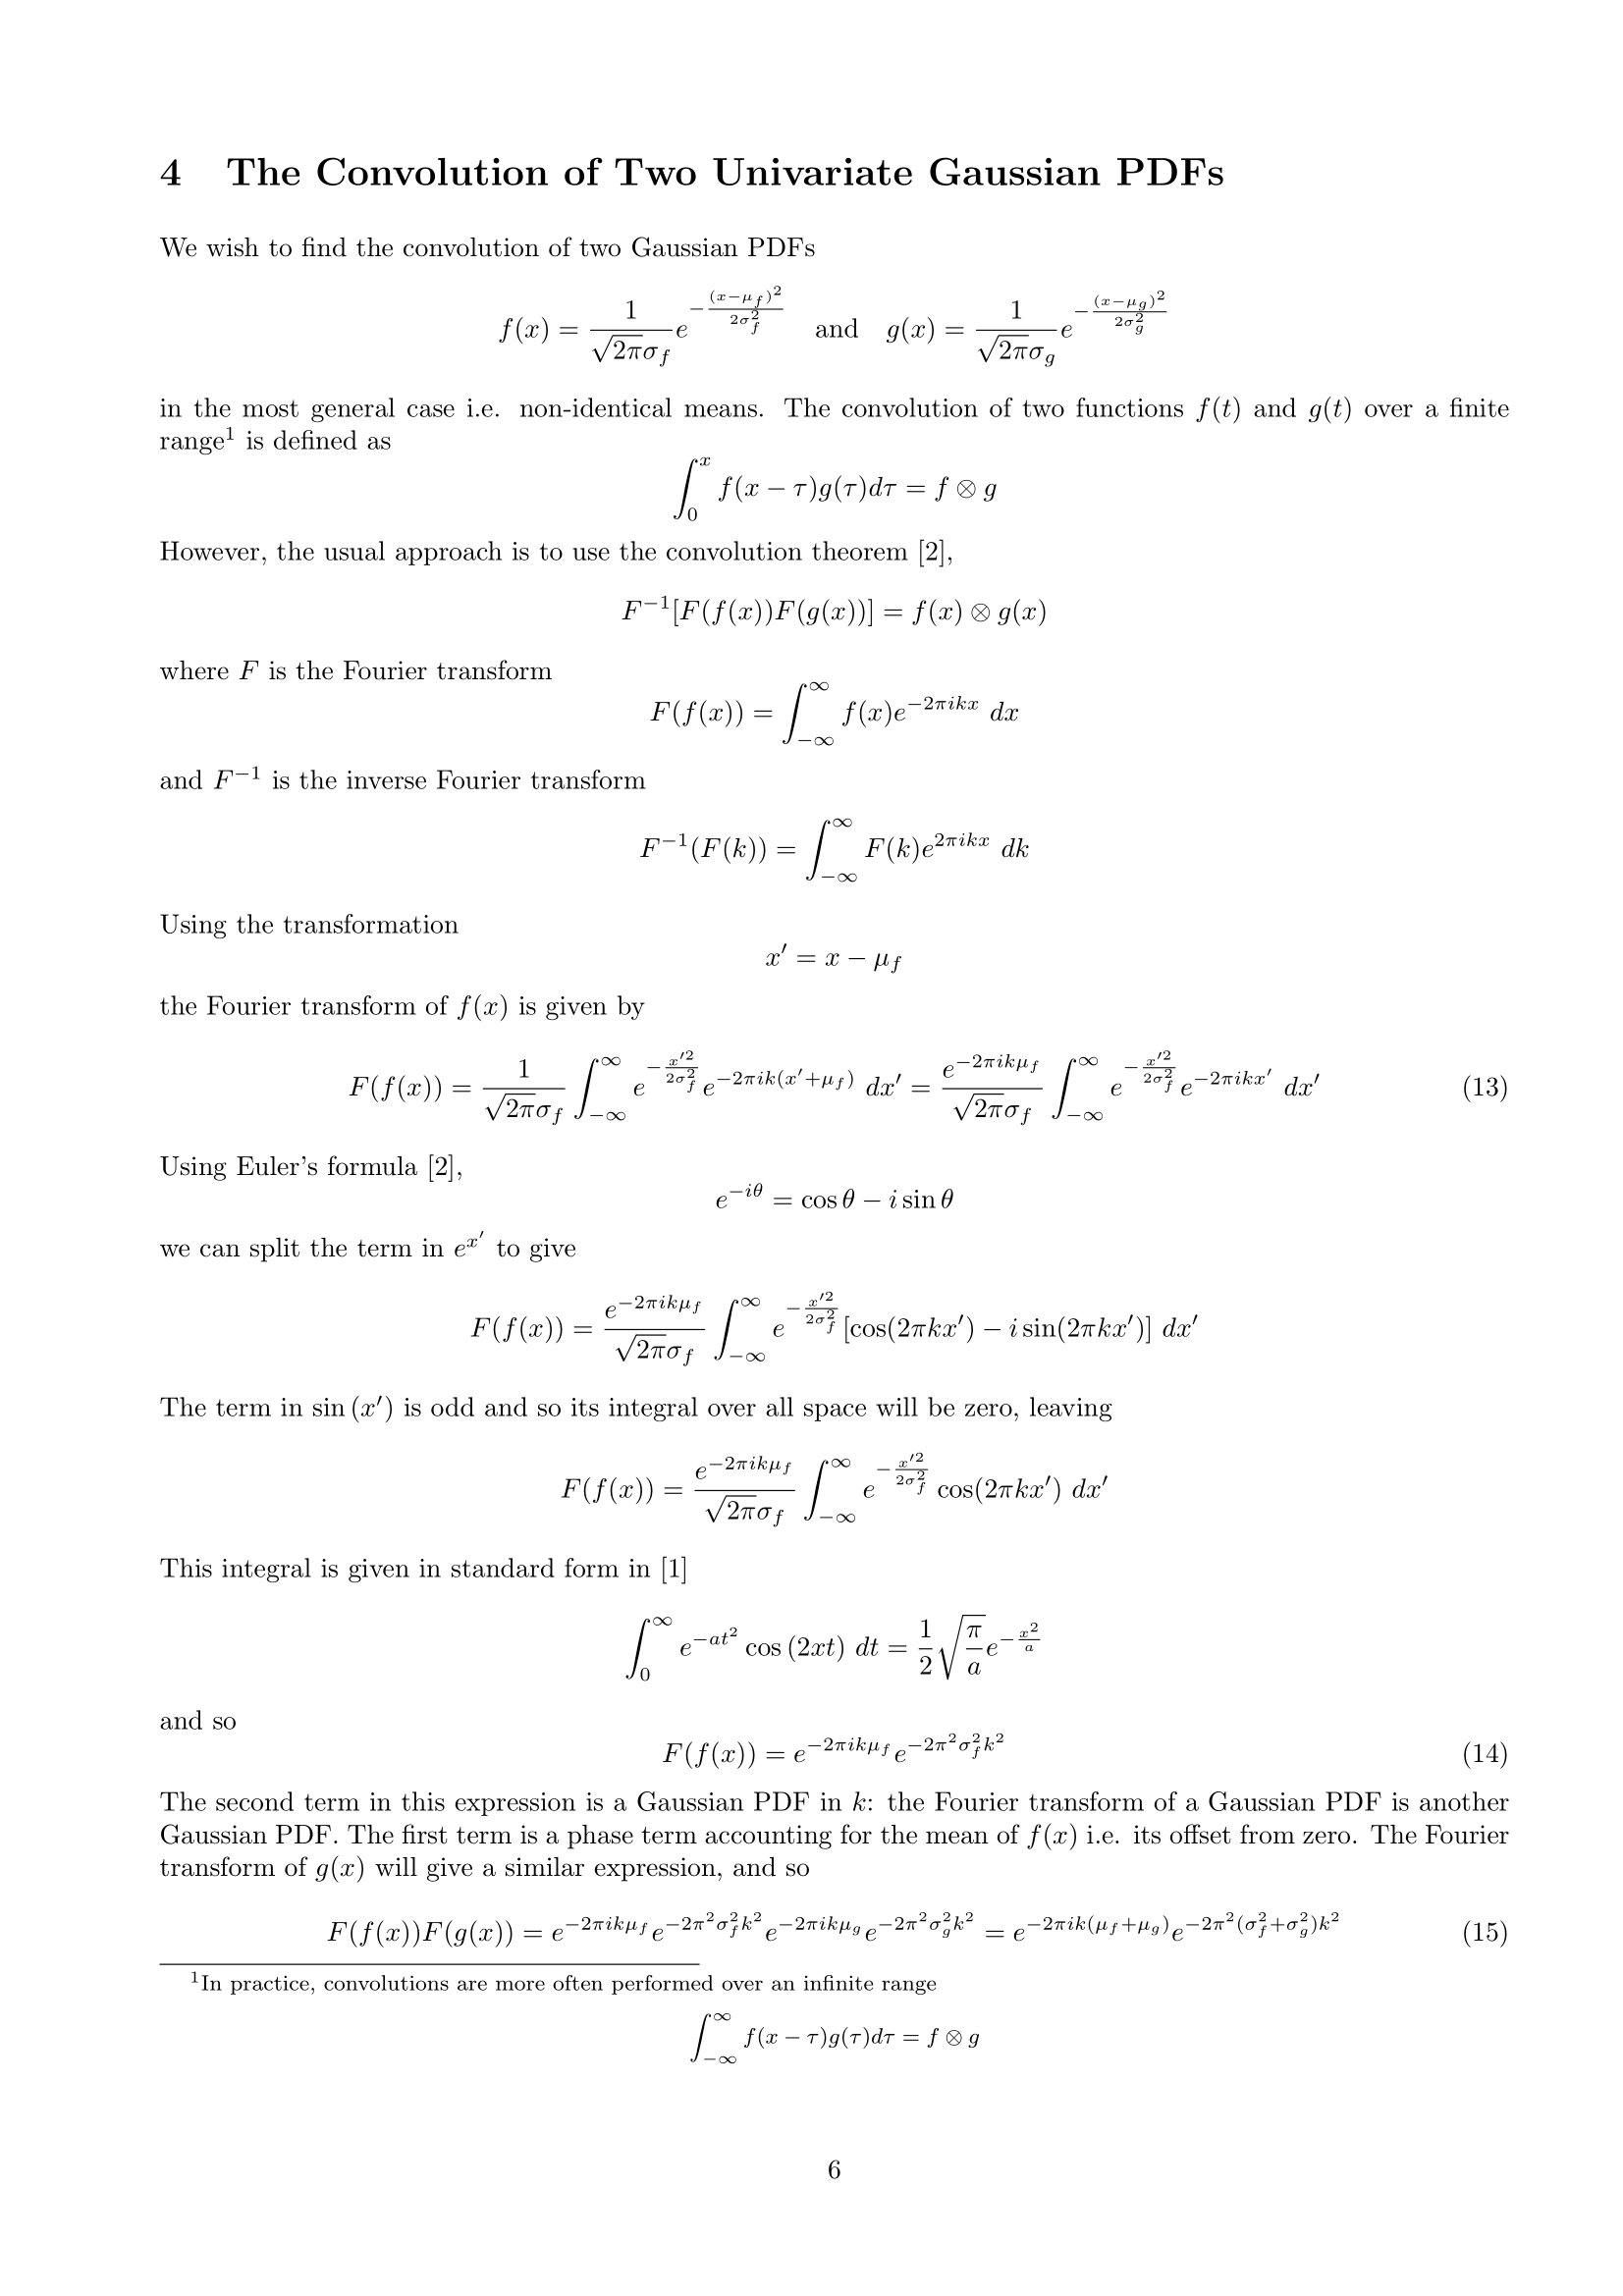 4 The Convolution of Two Univariate Gaussian PDFs
We wish to find the convolution of two Gaussian PDFs
$f(x) = \frac{1}{\sqrt{2\pi}\sigma_f} e^{-\frac{(x-\mu_f)^2}{2\sigma_f^2}}$ and $g(x) = \frac{1}{\sqrt{2\pi}\sigma_g} e^{-\frac{(x-\mu_g)^2}{2\sigma_g^2}}$
in the most general case i.e. non-identical means. The convolution of two functions $f(t)$ and $g(t)$ over a finite
range$^1$ is defined as
$\int_0^x f(x-\tau)g(\tau)d\tau = f \otimes g$
However, the usual approach is to use the convolution theorem [2],
$F^{-1}[F(f(x))F(g(x))] = f(x) \otimes g(x)$
where $F$ is the Fourier transform
$F(f(x)) = \int_{-\infty}^{\infty} f(x)e^{-2\pi ikx}\ dx$
and $F^{-1}$ is the inverse Fourier transform
$F^{-1}(F(k)) = \int_{-\infty}^{\infty} F(k)e^{2\pi ikx}\ dk$
Using the transformation
$x' = x - \mu_f$
the Fourier transform of $f(x)$ is given by
$F(f(x)) = \frac{1}{\sqrt{2\pi}\sigma_f} \int_{-\infty}^{\infty} e^{-\frac{x'^2}{2\sigma_f^2}} e^{-2\pi ik(x'+\mu_f)}\ dx' = \frac{e^{-2\pi ik\mu_f}}{\sqrt{2\pi}\sigma_f} \int_{-\infty}^{\infty} e^{-\frac{x'^2}{2\sigma_f^2}} e^{-2\pi ikx'}\ dx'$ (13)
Using Euler's formula [2],
$e^{-i\theta} = \cos\theta - i\sin\theta$
we can split the term in $e^{x'}$ to give
$F(f(x)) = \frac{e^{-2\pi ik\mu_f}}{\sqrt{2\pi}\sigma_f} \int_{-\infty}^{\infty} e^{-\frac{x'^2}{2\sigma_f^2}} [\cos(2\pi kx') - i\sin(2\pi kx')]\ dx'$
The term in $\sin(x')$ is odd and so its integral over all space will be zero, leaving
$F(f(x)) = \frac{e^{-2\pi ik\mu_f}}{\sqrt{2\pi}\sigma_f} \int_{-\infty}^{\infty} e^{-\frac{x'^2}{2\sigma_f^2}} \cos(2\pi kx')\ dx'$
This integral is given in standard form in [1]
$\int_0^{\infty} e^{-at^2} \cos(2xt)\ dt = \frac{1}{2}\sqrt{\frac{\pi}{a}} e^{-\frac{x^2}{a}}$
and so
$F(f(x)) = e^{-2\pi ik\mu_f} e^{-2\pi^2\sigma_f^2k^2}$ (14)
The second term in this expression is a Gaussian PDF in $k$: the Fourier transform of a Gaussian PDF is another
Gaussian PDF. The first term is a phase term accounting for the mean of $f(x)$ i.e. its offset from zero. The Fourier
transform of $g(x)$ will give a similar expression, and so
$F(f(x))F(g(x)) = e^{-2\pi ik\mu_f} e^{-2\pi^2\sigma_f^2k^2} e^{-2\pi ik\mu_g} e^{-2\pi^2\sigma_g^2k^2} = e^{-2\pi ik(\mu_f+\mu_g)} e^{-2\pi^2(\sigma_f^2+\sigma_g^2)k^2}$ (15)
$^1$In practice, convolutions are more often performed over an infinite range
$\int_{-\infty}^{\infty} f(x-\tau)g(\tau)d\tau = f \otimes g$
6